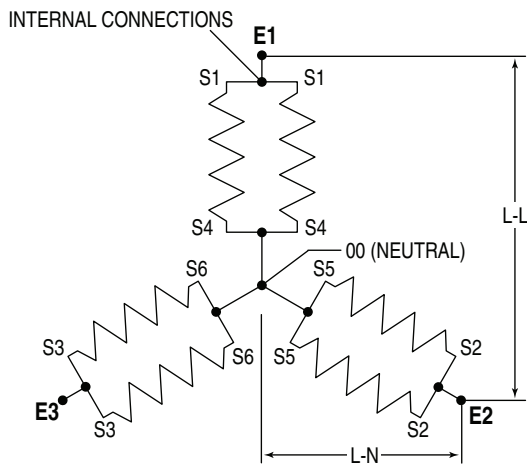 INTERNAL CONNECTIONS
E1
S1 S1
L-L
S4 S4
00 (NEUTRAL)
S6 S5
S3 S6 S5 S2
E3 S3 S2 E2
L-N